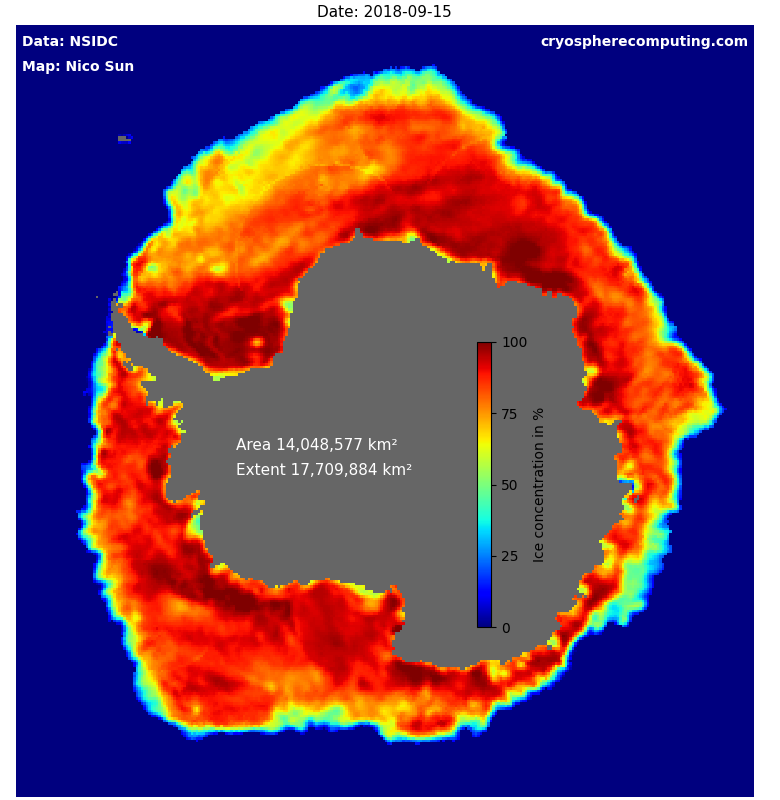 Date: 2018-09-15
Data: NSIDC
cryospherecomputing.com
Map: Nico Sun
100
75
50
25
0
Ice concentration in %
Area 14,048,577 km²
Extent 17,709,884 km²